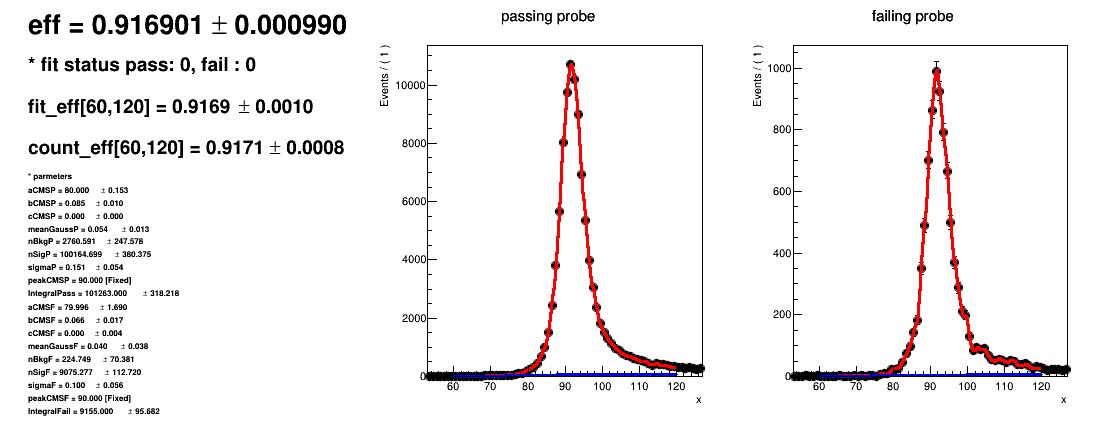 eff = 0.916901 ± 0.000990
* fit status pass: 0, fail : 0
fit_eff[60,120] = 0.9169 ± 0.0010
count_eff[60,120] = 0.9171 ± 0.0008
* parmeters
aCMSP = 80.000 ± 0.153
bCMSP = 0.085 ± 0.010
cCMSP = 0.000 ± 0.000
meanGaussP = 0.054 ± 0.013
nBkgP = 2760.591 ± 247.578
nSigP = 100164.699 ± 380.375
sigmaP = 0.151 ± 0.054
peakCMSP = 90.000 [Fixed]
IntegralPass = 101263.000 ± 318.218
aCMSF = 79.996 ± 1.690
bCMSF = 0.066 ± 0.017
cCMSF = 0.000 ± 0.004
meanGaussF = 0.040 ± 0.038
nBkgF = 224.749 ± 70.381
nSigF = 9075.277 ± 112.720
sigmaF = 0.100 ± 0.056
peakCMSF = 90.000 [Fixed]
IntegralFail = 9155.000 ± 95.682
passing probe
Events / ( 1 )
10000
8000
6000
4000
2000
0
60 70 80 90 100 110 120
x
failing probe
Events / ( 1 )
1000
800
600
400
200
0
60 70 80 90 100 110 120
x